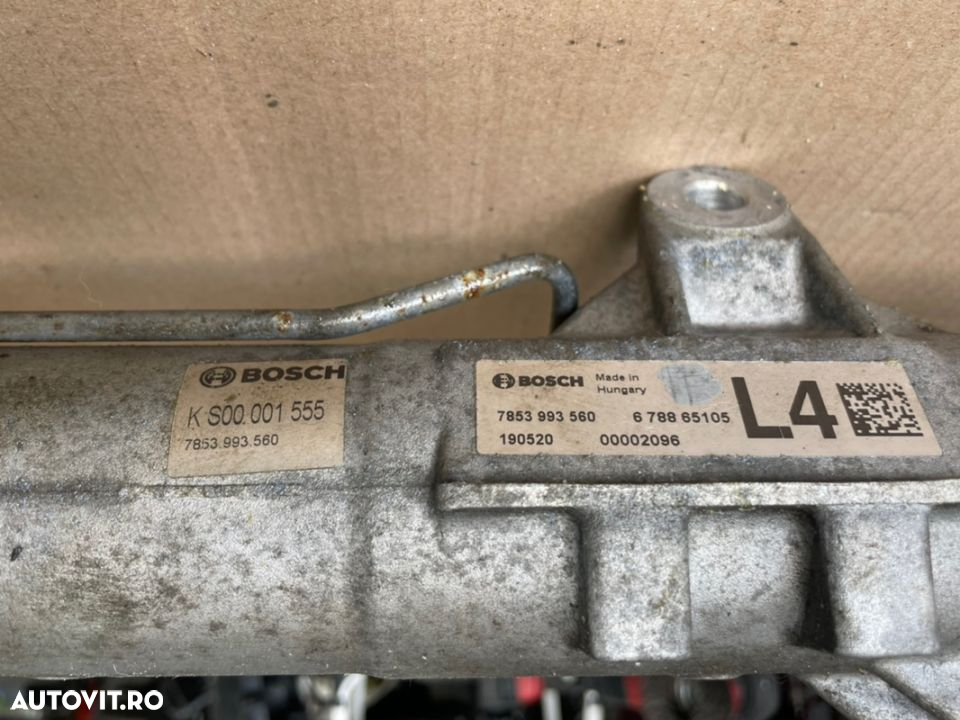 BOSCH
K S00 001 555
7853 993 560
BOSCH Made in Hungary
7853 993 560 6 788 65105
190520 00002096
L4
AUTOVIT.RO